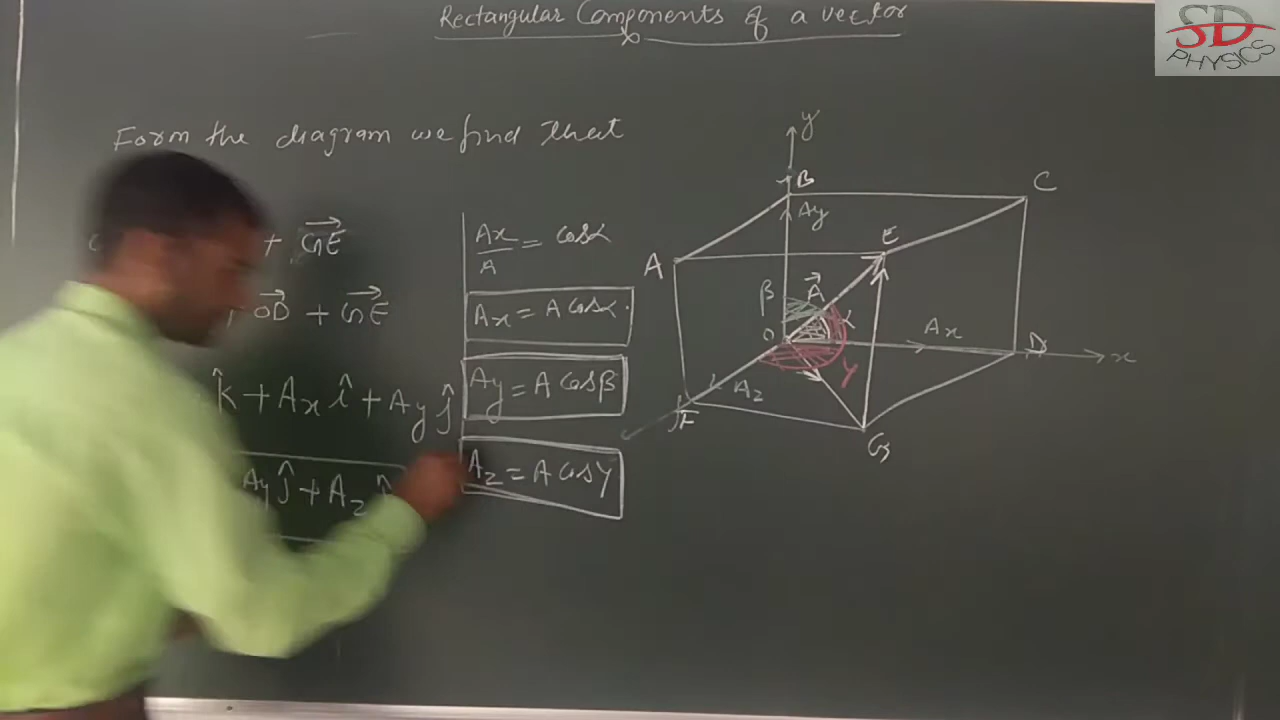 Rectangular Components of a vector
SD
PHYSICS
Form the diagram we find that
+ GE
OD + GE
k̂ + Ax î + Ay ĵ
Ay ĵ + Az
Ax/A = cosα
Ax = A cosα.
Ay = A cosβ
Az = A cosγ
y
B
C
Ay
A
E
β
A
α
O
Ax
D
x
γ
Az
F
G